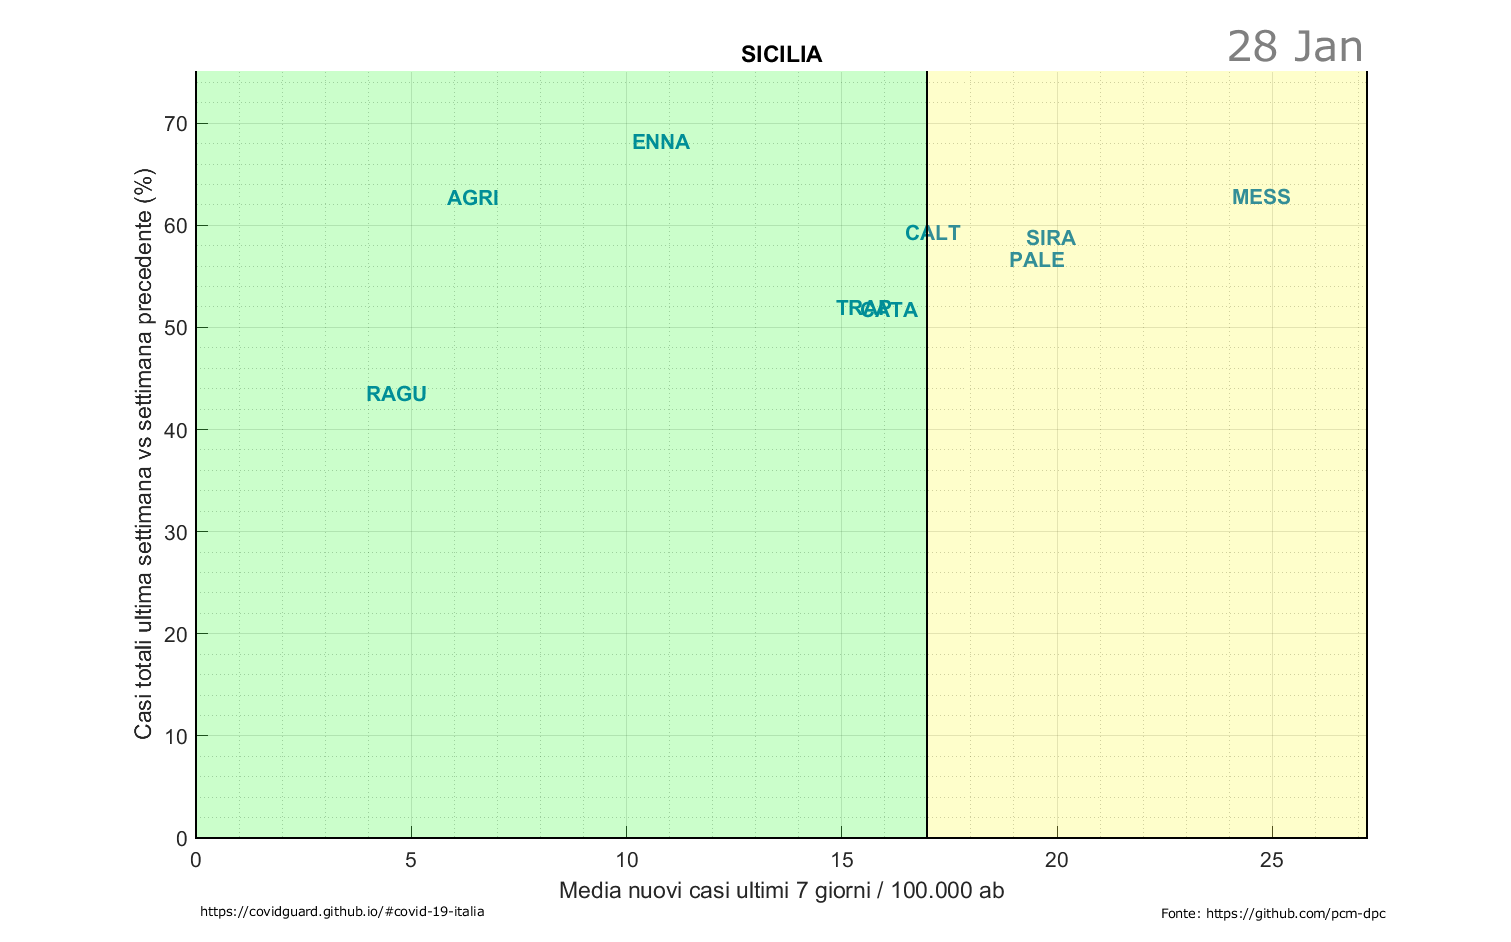 28 Jan
SICILIA
Casi totali ultima settimana vs settimana precedente (%)
70
60
50
40
30
20
10
0
ENNA
AGRI
MESS
CALT
SIRA
PALE
TRAP
CATA
RAGU
0 5 10 15 20 25
Media nuovi casi ultimi 7 giorni / 100.000 ab
https://covidguard.github.io/#covid-19-italia
Fonte: https://github.com/pcm-dpc